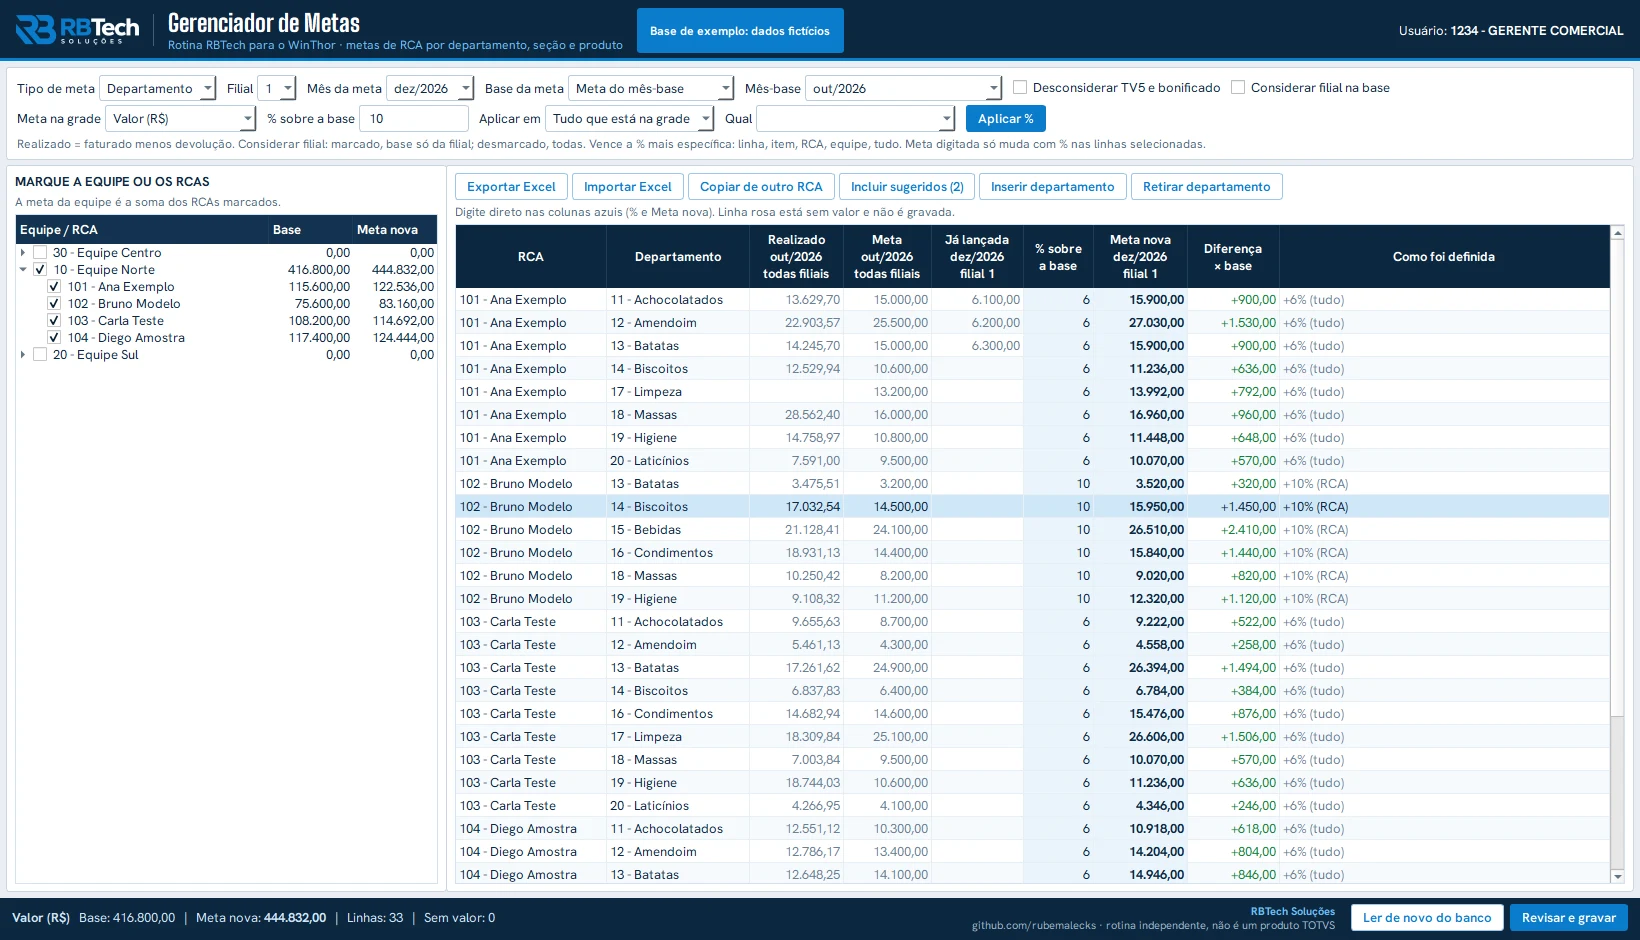 RBTech
SOLUÇÕES
Gerenciador de Metas
Rotina RBTech para o WinThor · metas de RCA por departamento, seção e produto
Base de exemplo: dados fictícios
Usuário: 1234 - GERENTE COMERCIAL
Tipo de meta Departamento Filial 1 Mês da meta dez/2026 Base da meta Meta do mês-base Mês-base out/2026 Desconsiderar TV5 e bonificado Considerar filial na base
Meta na grade Valor (R$) % sobre a base 10 Aplicar em Tudo que está na grade Qual Aplicar %
Realizado = faturado menos devolução. Considerar filial: marcado, base só da filial; desmarcado, todas. Vence a % mais específica: linha, item, RCA, equipe, tudo. Meta digitada só muda com % nas linhas selecionadas.
MARQUE A EQUIPE OU OS RCAS
A meta da equipe é a soma dos RCAs marcados.
Equipe / RCA Base Meta nova
30 - Equipe Centro 0,00 0,00
10 - Equipe Norte 416.800,00 444.832,00
101 - Ana Exemplo 115.600,00 122.536,00
102 - Bruno Modelo 75.600,00 83.160,00
103 - Carla Teste 108.200,00 114.692,00
104 - Diego Amostra 117.400,00 124.444,00
20 - Equipe Sul 0,00 0,00
Exportar Excel Importar Excel Copiar de outro RCA Incluir sugeridos (2) Inserir departamento Retirar departamento
Digite direto nas colunas azuis (% e Meta nova). Linha rosa está sem valor e não é gravada.
RCA Departamento Realizado out/2026 todas filiais Meta out/2026 todas filiais Já lançada dez/2026 filial 1 % sobre a base Meta nova dez/2026 filial 1 Diferença × base Como foi definida
101 - Ana Exemplo 11 - Achocolatados 13.629,70 15.000,00 6.100,00 6 15.900,00 +900,00 +6% (tudo)
101 - Ana Exemplo 12 - Amendoim 22.903,57 25.500,00 6.200,00 6 27.030,00 +1.530,00 +6% (tudo)
101 - Ana Exemplo 13 - Batatas 14.245,70 15.000,00 6.300,00 6 15.900,00 +900,00 +6% (tudo)
101 - Ana Exemplo 14 - Biscoitos 12.529,94 10.600,00 6 11.236,00 +636,00 +6% (tudo)
101 - Ana Exemplo 17 - Limpeza 13.200,00 6 13.992,00 +792,00 +6% (tudo)
101 - Ana Exemplo 18 - Massas 28.562,40 16.000,00 6 16.960,00 +960,00 +6% (tudo)
101 - Ana Exemplo 19 - Higiene 14.758,97 10.800,00 6 11.448,00 +648,00 +6% (tudo)
101 - Ana Exemplo 20 - Laticínios 7.591,00 9.500,00 6 10.070,00 +570,00 +6% (tudo)
102 - Bruno Modelo 13 - Batatas 3.475,51 3.200,00 10 3.520,00 +320,00 +10% (RCA)
102 - Bruno Modelo 14 - Biscoitos 17.032,54 14.500,00 10 15.950,00 +1.450,00 +10% (RCA)
102 - Bruno Modelo 15 - Bebidas 21.128,41 24.100,00 10 26.510,00 +2.410,00 +10% (RCA)
102 - Bruno Modelo 16 - Condimentos 18.931,13 14.400,00 10 15.840,00 +1.440,00 +10% (RCA)
102 - Bruno Modelo 18 - Massas 10.250,42 8.200,00 10 9.020,00 +820,00 +10% (RCA)
102 - Bruno Modelo 19 - Higiene 9.108,32 11.200,00 10 12.320,00 +1.120,00 +10% (RCA)
103 - Carla Teste 11 - Achocolatados 9.655,63 8.700,00 6 9.222,00 +522,00 +6% (tudo)
103 - Carla Teste 12 - Amendoim 5.461,13 4.300,00 6 4.558,00 +258,00 +6% (tudo)
103 - Carla Teste 13 - Batatas 17.261,62 24.900,00 6 26.394,00 +1.494,00 +6% (tudo)
103 - Carla Teste 14 - Biscoitos 6.837,83 6.400,00 6 6.784,00 +384,00 +6% (tudo)
103 - Carla Teste 16 - Condimentos 14.682,94 14.600,00 6 15.476,00 +876,00 +6% (tudo)
103 - Carla Teste 17 - Limpeza 18.309,84 25.100,00 6 26.606,00 +1.506,00 +6% (tudo)
103 - Carla Teste 18 - Massas 7.003,84 9.500,00 6 10.070,00 +570,00 +6% (tudo)
103 - Carla Teste 19 - Higiene 18.744,03 10.600,00 6 11.236,00 +636,00 +6% (tudo)
103 - Carla Teste 20 - Laticínios 4.266,95 4.100,00 6 4.346,00 +246,00 +6% (tudo)
104 - Diego Amostra 11 - Achocolatados 12.551,12 10.300,00 6 10.918,00 +618,00 +6% (tudo)
104 - Diego Amostra 12 - Amendoim 12.786,17 13.400,00 6 14.204,00 +804,00 +6% (tudo)
104 - Diego Amostra 13 - Batatas 12.648,25 14.100,00 6 14.946,00 +846,00 +6% (tudo)
Valor (R$) Base: 416.800,00 | Meta nova: 444.832,00 | Linhas: 33 | Sem valor: 0
RBTech Soluções
github.com/rubemalecks · rotina independente, não é um produto TOTVS
Ler de novo do banco Revisar e gravar